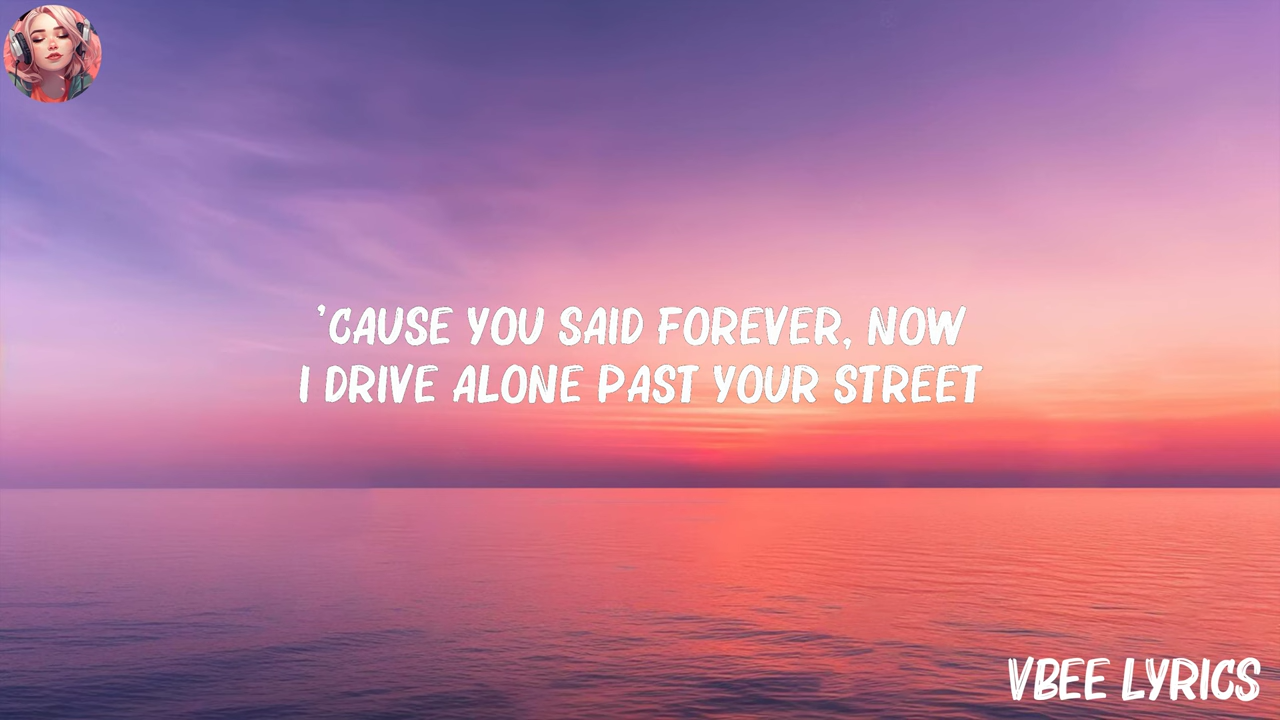 'CAUSE YOU SAID FOREVER, NOW
I DRIVE ALONE PAST YOUR STREET
VBEE LYRICS